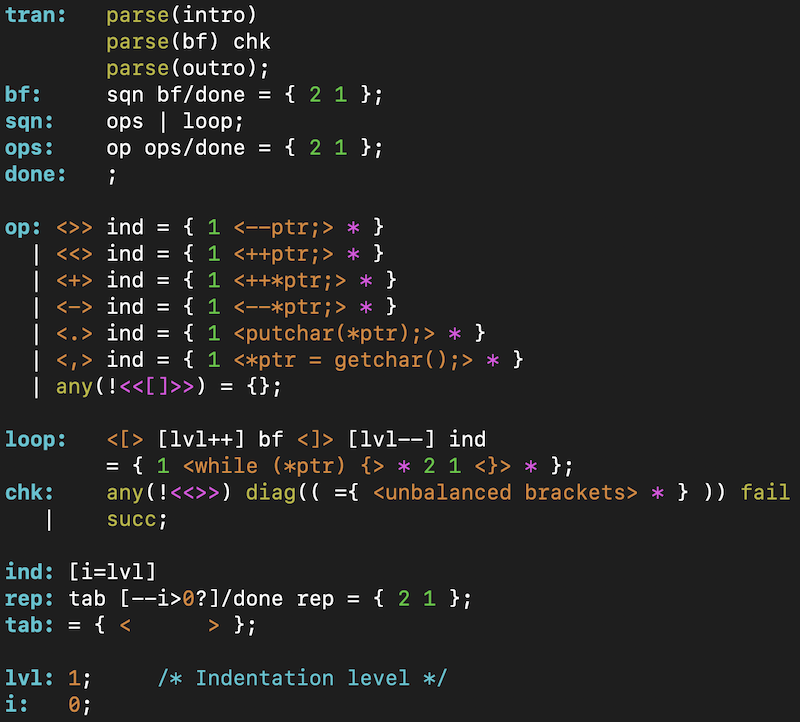 tran:   parse(intro)
        parse(bf) chk
        parse(outro);
bf:     sqn bf/done = { 2 1 };
sqn:    ops | loop;
ops:    op ops/done = { 2 1 };
done:   ;

op: <>> ind = { 1 <--ptr;> * }
  | <<> ind = { 1 <++ptr;> * }
  | <+> ind = { 1 <++*ptr;> * }
  | <-> ind = { 1 <--*ptr;> * }
  | <.> ind = { 1 <putchar(*ptr);> * }
  | <,> ind = { 1 <*ptr = getchar();> * }
  | any(!<<[]>>) = {};

loop:   <[> [lvl++] bf <]> [lvl--] ind
        = { 1 <while (*ptr) {> * 2 1 <}> * };
chk:    any(!<<>>) diag(( ={ <unbalanced brackets> * } )) fail
   |    succ;

ind: [i=lvl]
rep: tab [--i>0?]/done rep = { 2 1 };
tab: = { <      > };

lvl: 1;     /* Indentation level */
i:   0;